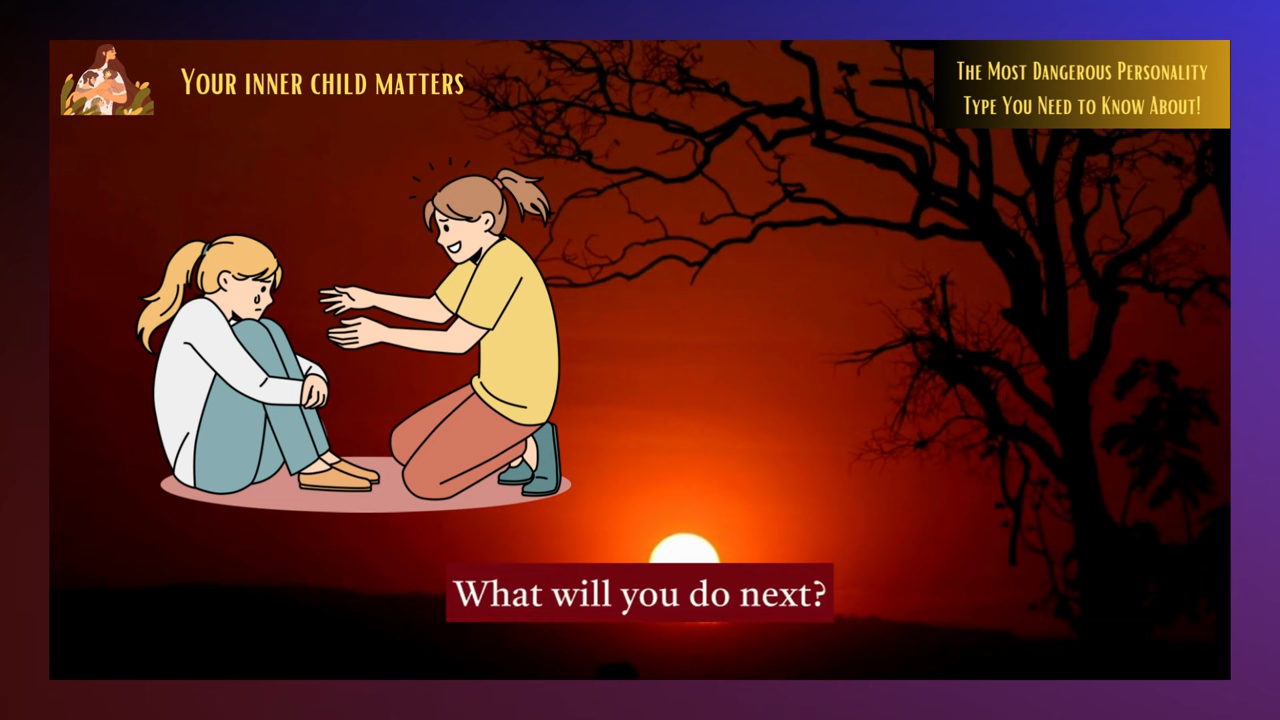 Your inner child matters
The Most Dangerous Personality
Type You Need to Know About!
What will you do next?